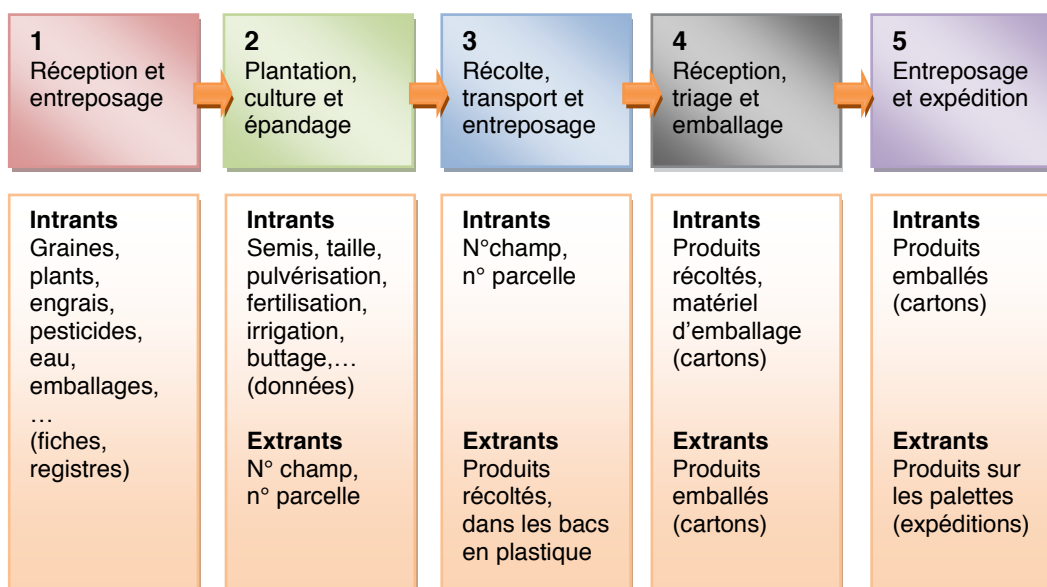 1
Réception et
entreposage
2
Plantation,
culture et
épandage
3
Récolte,
transport et
entreposage
4
Réception,
triage et
emballage
5
Entreposage
et expédition
Intrants
Graines,
plants,
engrais,
pesticides,
eau,
emballages,
…
(fiches,
registres)
Intrants
Semis, taille,
pulvérisation,
fertilisation,
irrigation,
buttage,…
(données)
Extrants
N° champ,
n° parcelle
Intrants
N°champ,
n° parcelle
Extrants
Produits
récoltés,
dans les bacs
en plastique
Intrants
Produits
récoltés,
matériel
d’emballage
(cartons)
Extrants
Produits
emballés
(cartons)
Intrants
Produits
emballés
(cartons)
Extrants
Produits sur
les palettes
(expéditions)